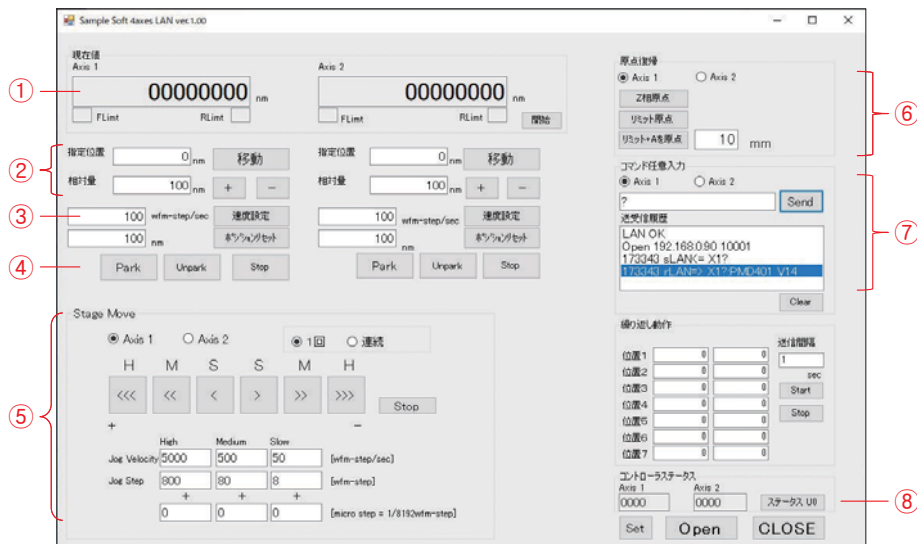 Sample Soft 4axes LAN ver.1.00
現在値
Axis 1
Axis 2
① 00000000 nm
00000000 nm
FLimt RLimt
FLimt RLimt
開始
②
指定位置 0 nm 移動
指定位置 0 nm 移動
相対量 100 nm + -
相対量 100 nm + -
③ 100 wfm-step/sec 速度設定
100 wfm-step/sec 速度設定
100 nm ポジションリセット
100 nm ポジションリセット
④ Park Unpark Stop
Park Unpark Stop
⑤
Stage Move
Axis 1 Axis 2 1回 連続
H M S S M H
<<< << < > >> >>> Stop
+ -
High Medium Slow
Jog Velocity 5000 500 50 [wfm-step/sec]
Jog Step 800 80 8 [wfm-step]
+ + +
0 0 0 [micro step = 1/8192wfm-step]
原点復帰
Axis 1 Axis 2
Z相原点
リミット原点
リミット+Aを原点 10 mm
⑥
コマンド任意入力
Axis 1 Axis 2
? Send
送受信履歴
LAN OK
Open 192.168.0.90 10001
173343 sLAN<= X1?
173343 rLAN=> X1?:PMD401 V14
Clear
⑦
繰り返し動作
送信間隔
1
sec
Start
Stop
位置1 0 0
位置2 0 0
位置3 0 0
位置4 0 0
位置5 0 0
位置6 0 0
位置7 0 0
コントローラステータス
Axis 1 Axis 2
0000 0000 ステータス U0
⑧
Set Open CLOSE